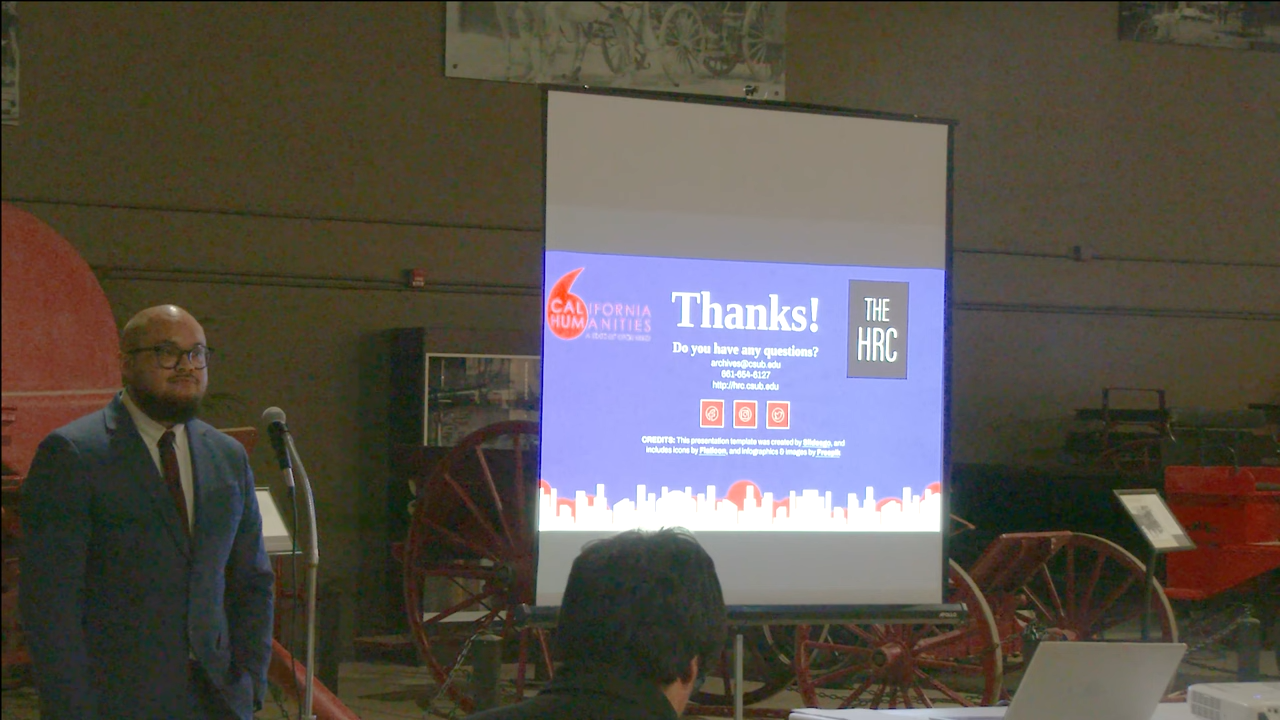 CALIFORNIA
HUMANITIES
Thanks!
Do you have any questions?
archives@csub.edu
661-654-6127
http://hrc.csub.edu
THE
HRC
CREDITS: This presentation template was created by Slidesgo, and
includes icons by Flaticon, and infographics & images by Freepik